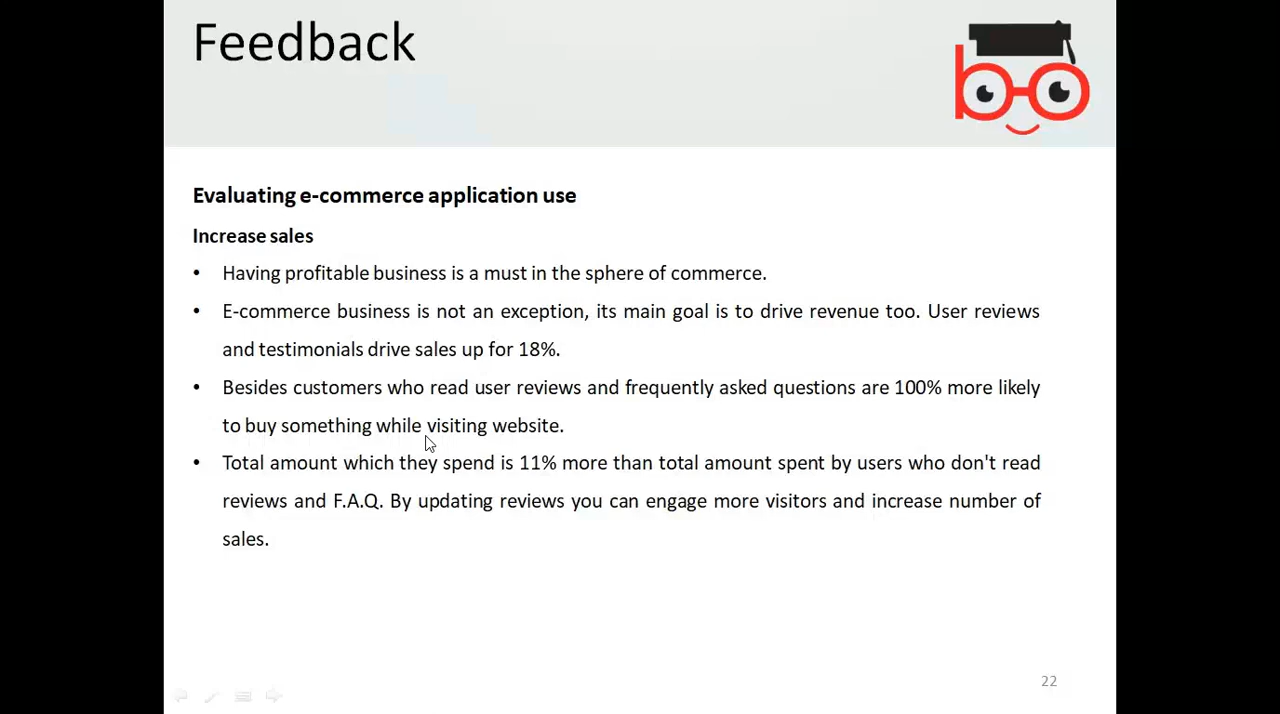 Feedback
Evaluating e-commerce application use
Increase sales
• Having profitable business is a must in the sphere of commerce.
• E-commerce business is not an exception, its main goal is to drive revenue too. User reviews
and testimonials drive sales up for 18%.
• Besides customers who read user reviews and frequently asked questions are 100% more likely
to buy something while visiting website.
• Total amount which they spend is 11% more than total amount spent by users who don't read
reviews and F.A.Q. By updating reviews you can engage more visitors and increase number of
sales.
22